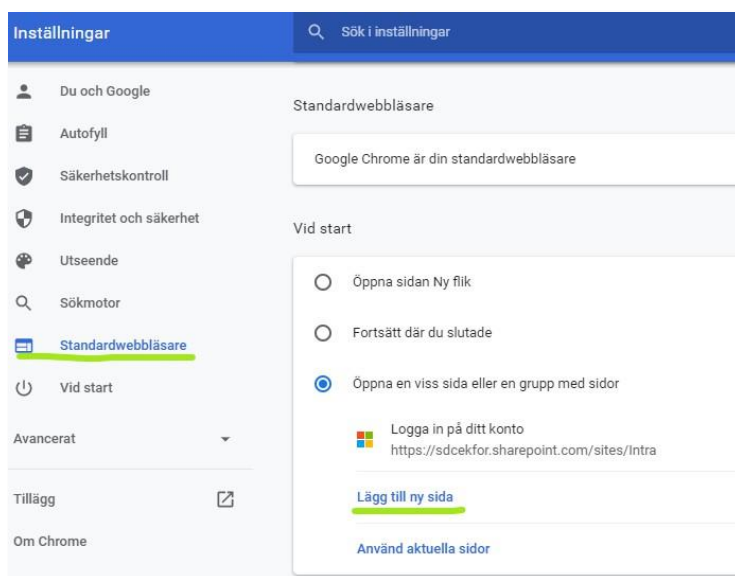 Inställningar
Sök i inställningar
Du och Google
Autofyll
Säkerhetskontroll
Integritet och säkerhet
Utseende
Sökmotor
Standardwebbläsare
Vid start
Avancerat
Tillägg
Om Chrome
Standardwebbläsare
Google Chrome är din standardwebbläsare
Vid start
Öppna sidan Ny flik
Fortsätt där du slutade
Öppna en viss sida eller en grupp med sidor
Logga in på ditt konto
https://sdcekfor.sharepoint.com/sites/Intra
Lägg till ny sida
Använd aktuella sidor